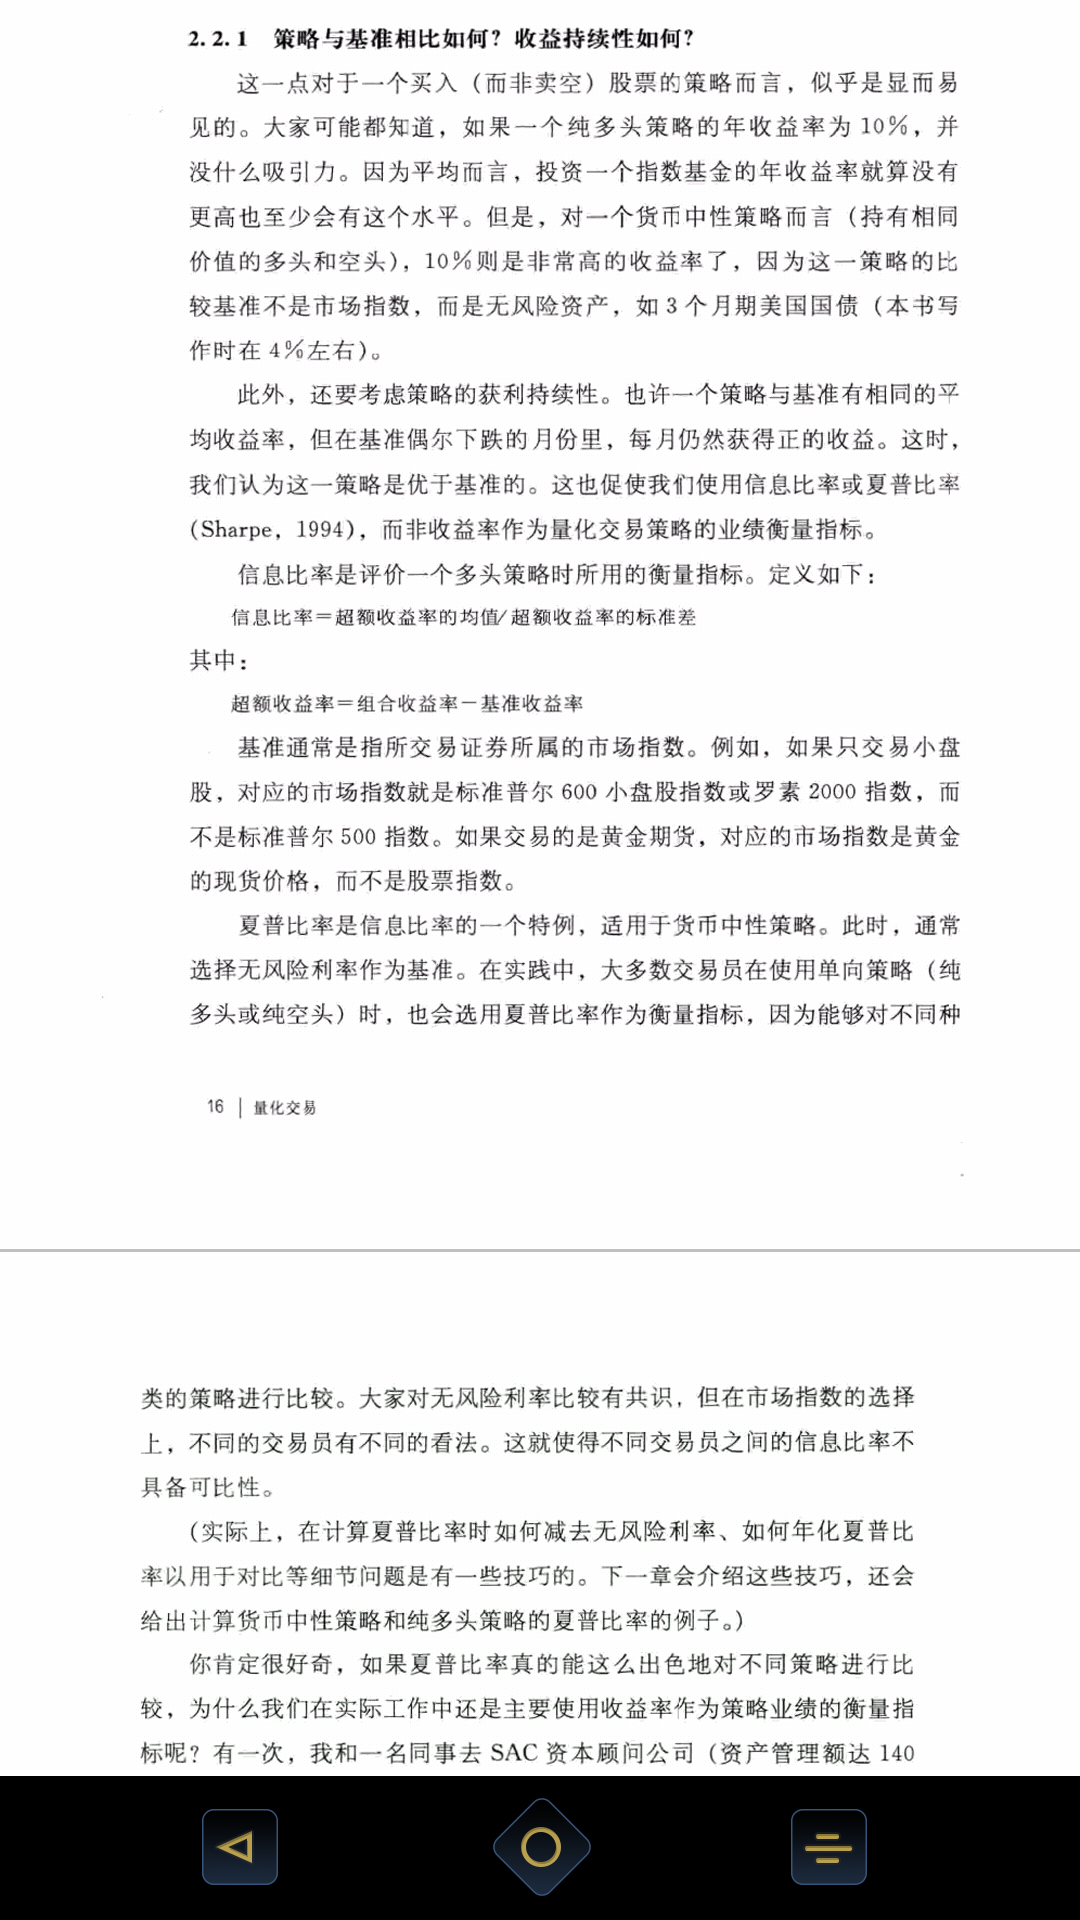 2.2.1 策略与基准相比如何？收益持续性如何？
这一点对于一个买入（而非卖空）股票的策略而言，似乎是显而易
见的。大家可能都知道，如果一个纯多头策略的年收益率为 10%，并
没什么吸引力。因为平均而言，投资一个指数基金的年收益率就算没有
更高也至少会有这个水平。但是，对一个货币中性策略而言（持有相同
价值的多头和空头），10%则是非常高的收益率了，因为这一策略的比
较基准不是市场指数，而是无风险资产，如 3 个月期美国国债（本书写
作时在 4%左右）。
此外，还要考虑策略的获利持续性。也许一个策略与基准有相同的平
均收益率，但在基准偶尔下跌的月份里，每月仍然获得正的收益。这时，
我们认为这一策略是优于基准的。这也促使我们使用信息比率或夏普比率
（Sharpe，1994），而非收益率作为量化交易策略的业绩衡量指标。
信息比率是评价一个多头策略时所用的衡量指标。定义如下：
信息比率＝超额收益率的均值/超额收益率的标准差
其中：
超额收益率＝组合收益率－基准收益率
基准通常是指所交易证券所属的市场指数。例如，如果只交易小盘
股，对应的市场指数就是标准普尔 600 小盘股指数或罗素 2000 指数，而
不是标准普尔 500 指数。如果交易的是黄金期货，对应的市场指数是黄金
的现货价格，而不是股票指数。
夏普比率是信息比率的一个特例，适用于货币中性策略。此时，通常
选择无风险利率作为基准。在实践中，大多数交易员在使用单向策略（纯
多头或纯空头）时，也会选用夏普比率作为衡量指标，因为能够对不同种
16 | 量化交易
类的策略进行比较。大家对无风险利率比较有共识，但在市场指数的选择
上，不同的交易员有不同的看法。这就使得不同交易员之间的信息比率不
具备可比性。
（实际上，在计算夏普比率时如何减去无风险利率、如何年化夏普比
率以用于对比等细节问题是有一些技巧的。下一章会介绍这些技巧，还会
给出计算货币中性策略和纯多头策略的夏普比率的例子。）
你肯定很好奇，如果夏普比率真的能这么出色地对不同策略进行比
较，为什么我们在实际工作中还是主要使用收益率作为策略业绩的衡量指
标呢？有一次，我和一名同事去 SAC 资本顾问公司（资产管理额达 140